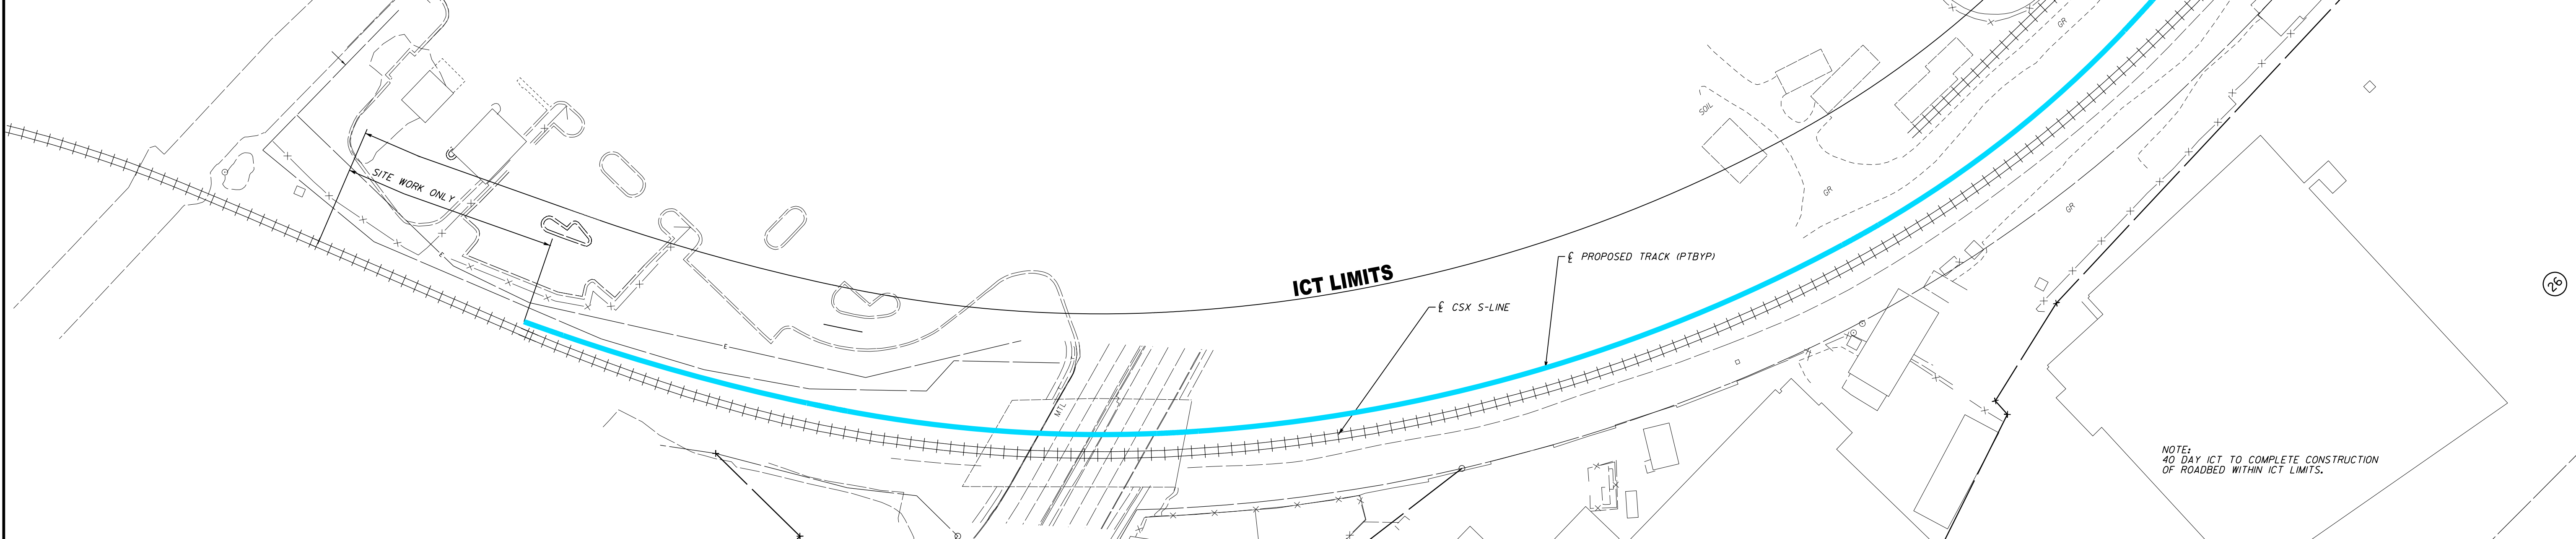 GR
SOIL
GR
SITE WORK ONLY
GR
E
℄ PROPOSED TRACK (PTBYP)
ICT LIMITS
26
℄ CSX S-LINE
E
MTL
NOTE:
40 DAY ICT TO COMPLETE CONSTRUCTION
OF ROADBED WITHIN ICT LIMITS.